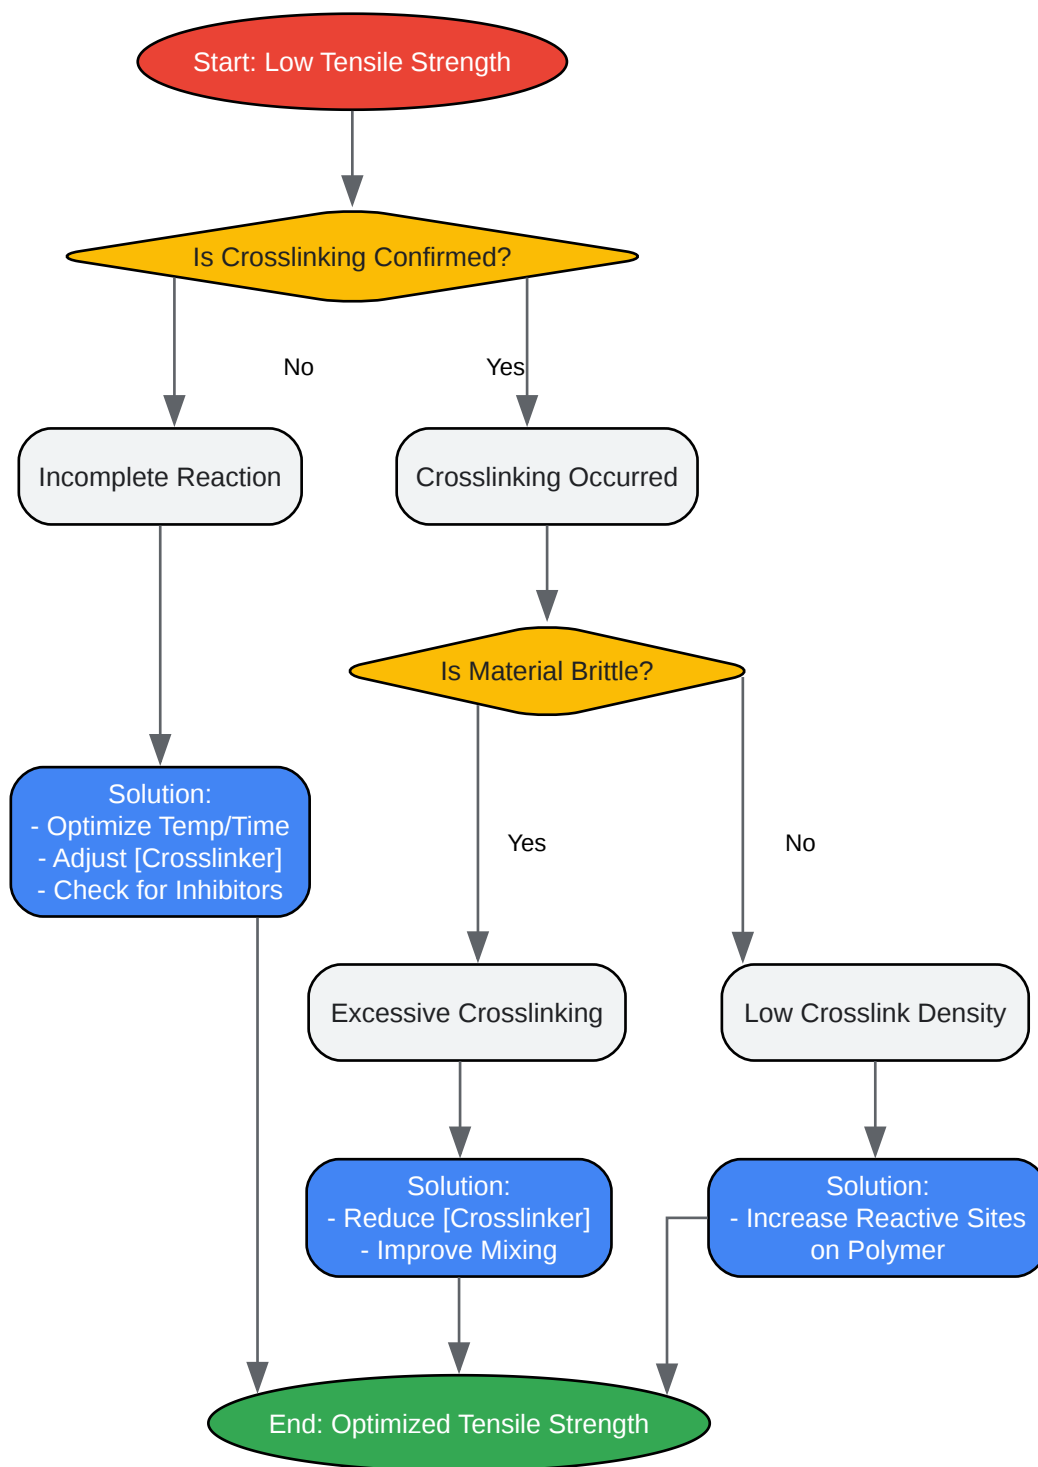 Start: Low Tensile Strength
Is Crosslinking Confirmed?
No
Yes
Incomplete Reaction
Crosslinking Occurred
Is Material Brittle?
Solution:
- Optimize Temp/Time
- Adjust [Crosslinker]
- Check for Inhibitors
Yes
No
Excessive Crosslinking
Low Crosslink Density
Solution:
- Reduce [Crosslinker]
- Improve Mixing
Solution:
- Increase Reactive Sites
on Polymer
End: Optimized Tensile Strength